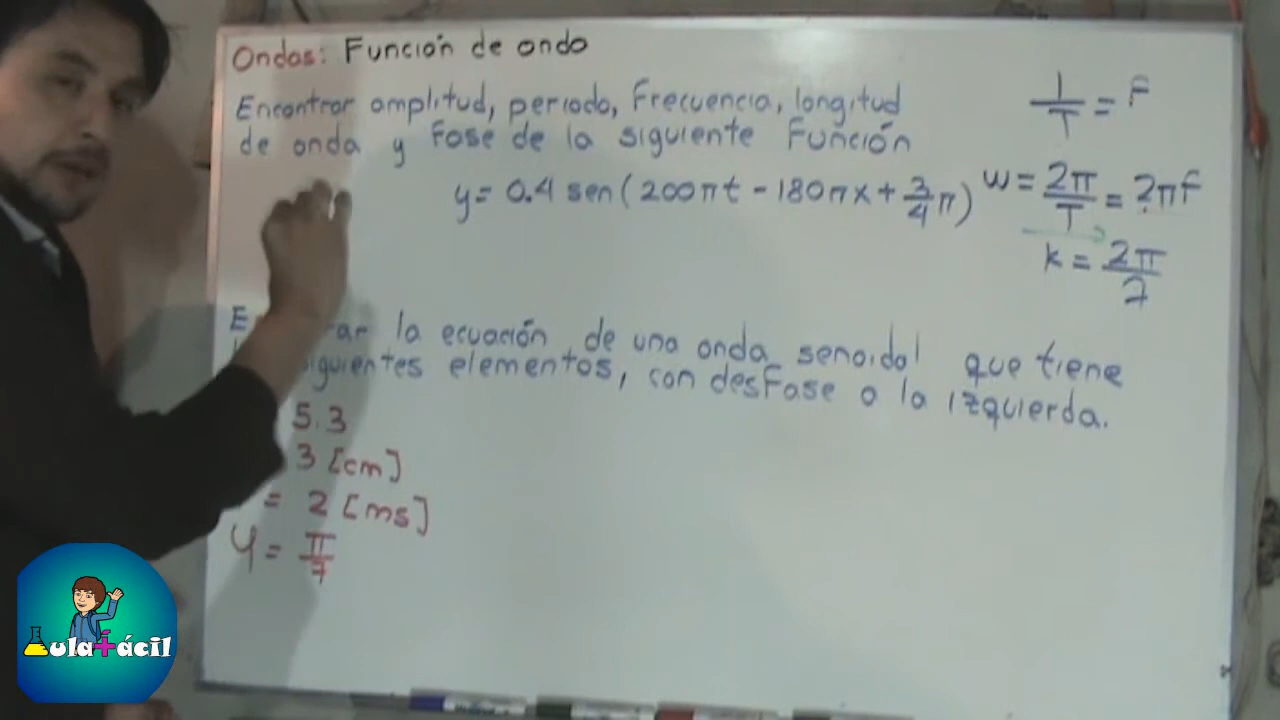 Ondas: Función de onda
Encontrar amplitud, periodo, Frecuencia, longitud
de onda y Fase de la siguiente Función
y = 0.4 sen(200πt - 180πx + 3/4 π)
1/T = F
w = 2π/T = 2πF
k = 2π/λ
la ecuación de una onda senoidal que tiene
siguientes elementos, con desfase a la izquierda.
5.3
3 [cm]
= 2 [ms]
φ = π/7
Aula+ácil